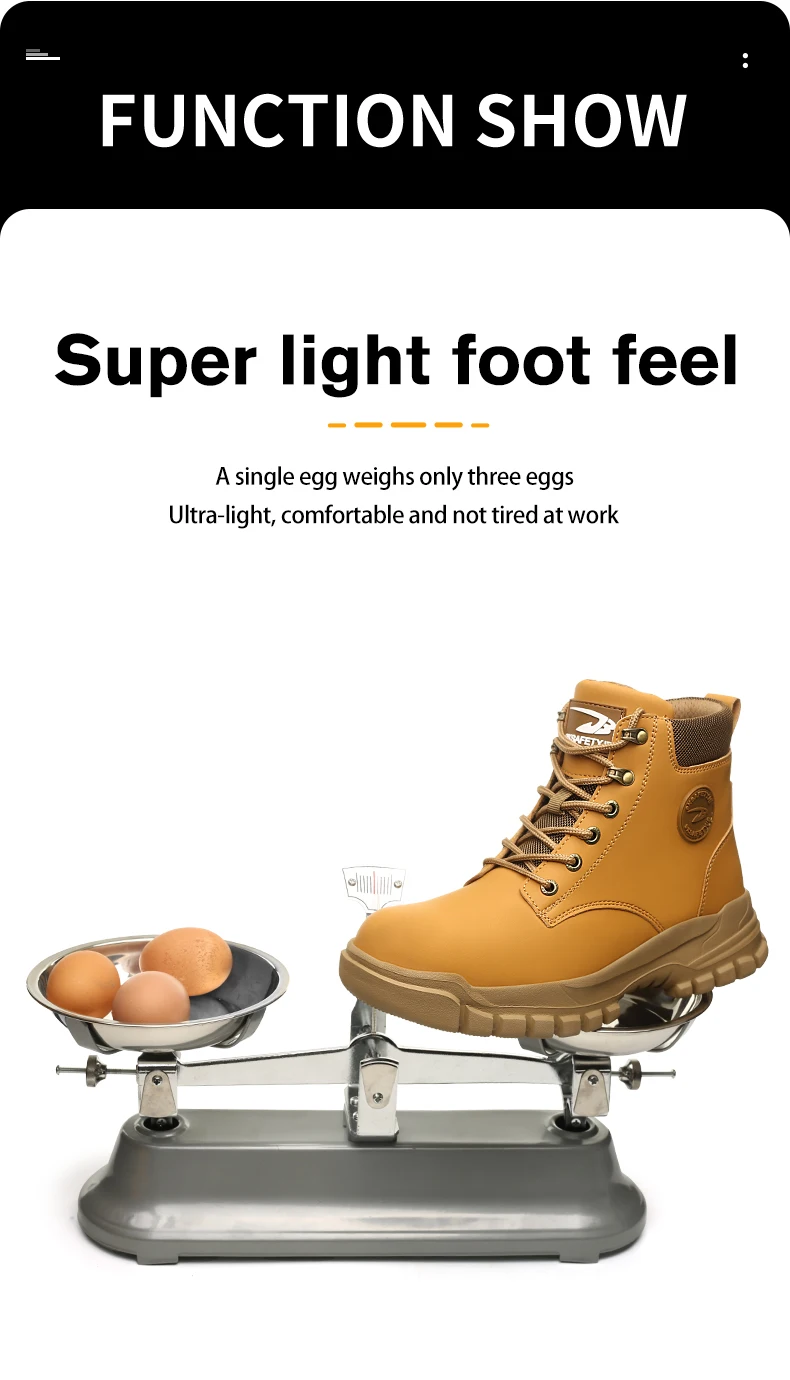 FUNCTION SHOW
Super light foot feel
A single egg weighs only three eggs
Ultra-light, comfortable and not tired at work